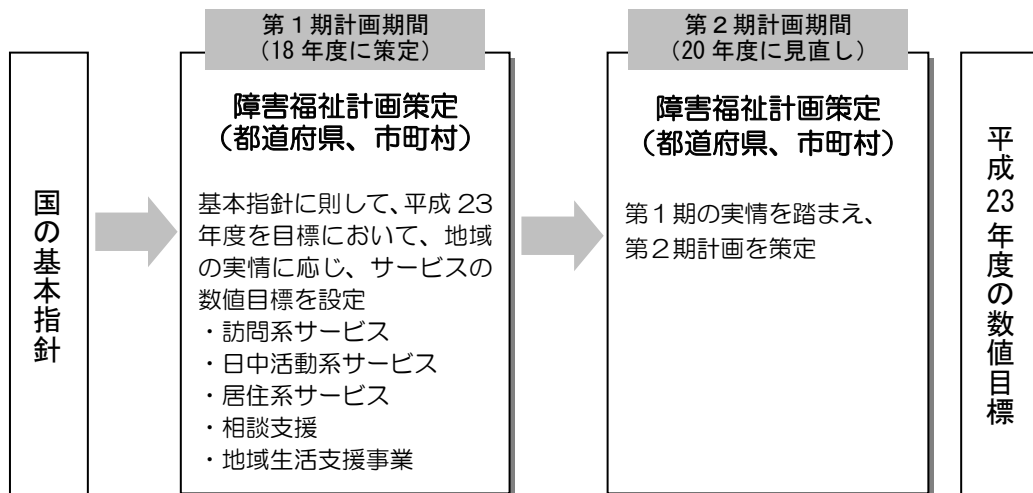 国の基本指針
第1期計画期間
（18年度に策定）
障害福祉計画策定
（都道府県、市町村）
基本指針に則して、平成23
年度を目標において、地域
の実情に応じ、サービスの
数値目標を設定
・訪問系サービス
・日中活動系サービス
・居住系サービス
・相談支援
・地域生活支援事業
第2期計画期間
（20年度に見直し）
障害福祉計画策定
（都道府県、市町村）
第1期の実情を踏まえ、
第2期計画を策定
平成23年度の数値目標